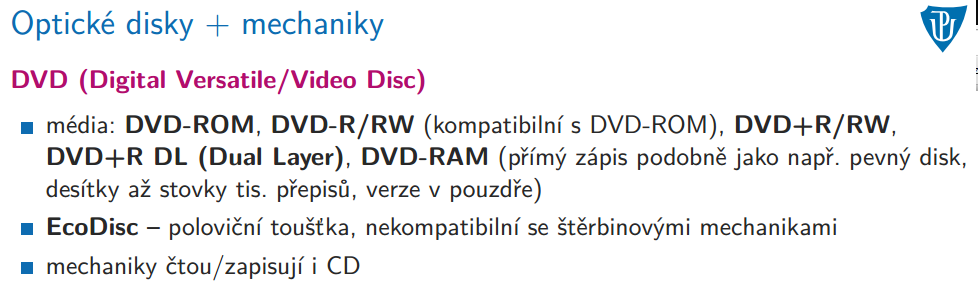 Optické disky + mechaniky
DVD (Digital Versatile/Video Disc)
média: DVD-ROM, DVD-R/RW (kompatibilní s DVD-ROM), DVD+R/RW,
DVD+R DL (Dual Layer), DVD-RAM (přímý zápis podobně jako např. pevný disk,
desítky až stovky tis. přepisů, verze v pouzdře)
EcoDisc – poloviční toušťka, nekompatibilní se štěrbinovými mechanikami
mechaniky čtou/zapisují i CD